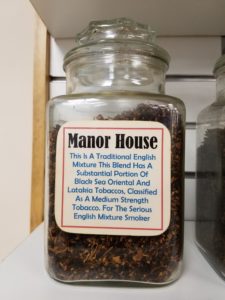 Manor House
This Is A Traditional English
Mixture This Blend Has A
Substantial Portion Of
Black Sea Oriental And
Latakia Tobaccos, Classified
As A Medium Strength
Tobacco. For The Serious
English Mixture Smoker